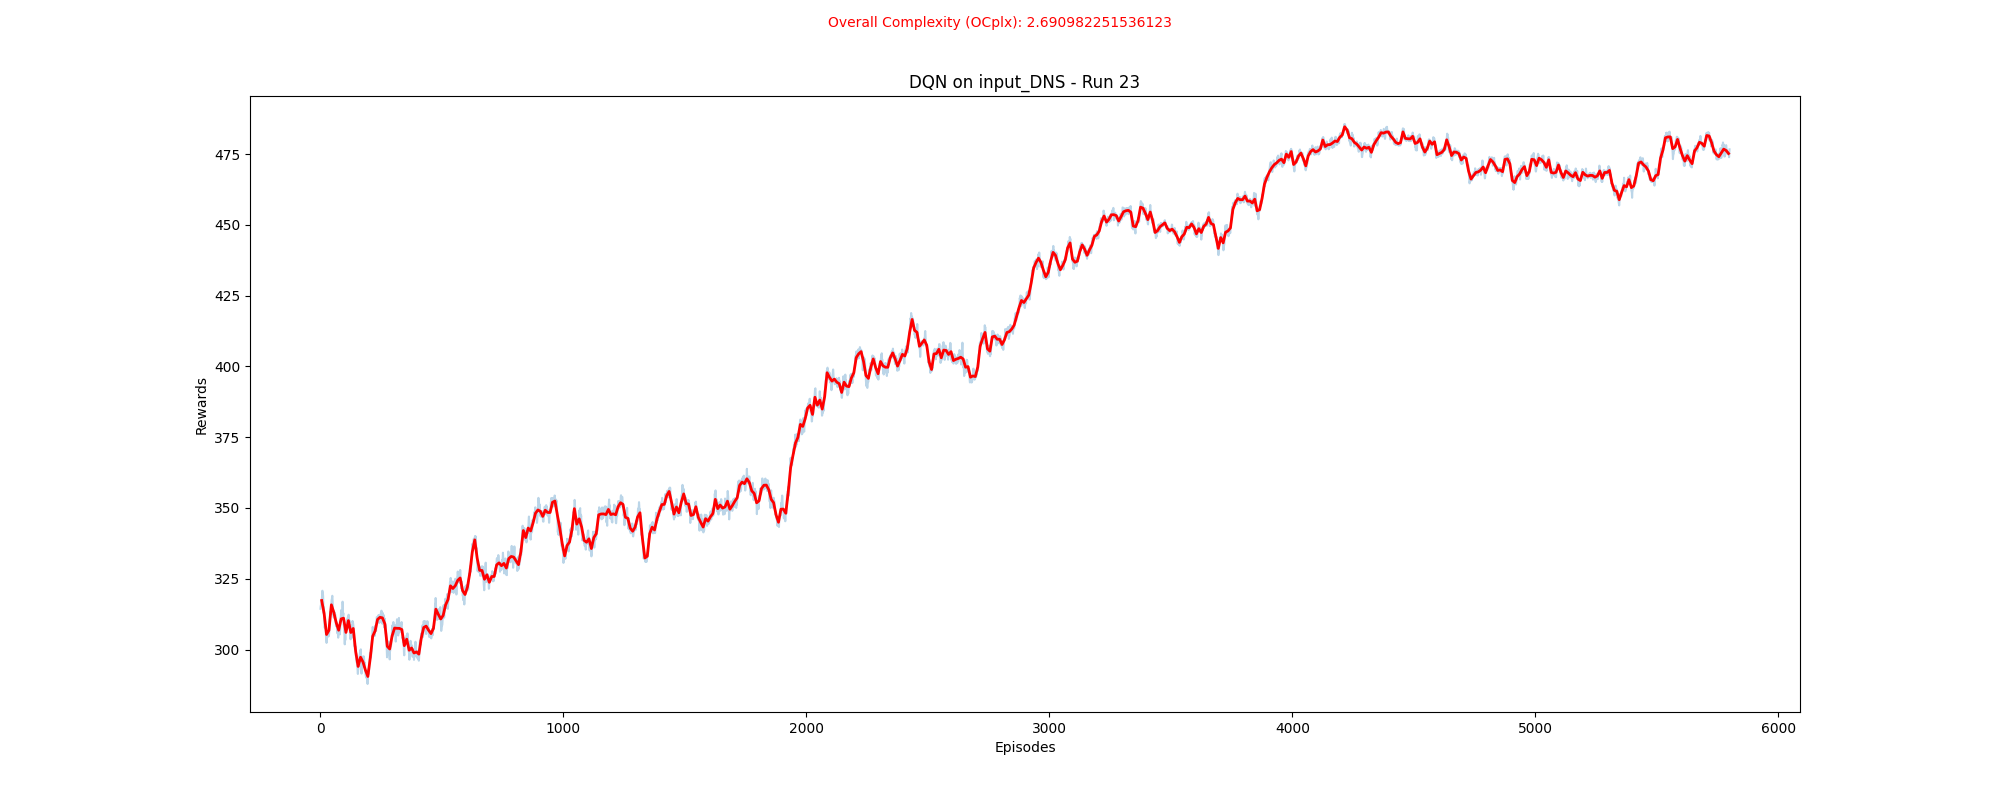 Overall Complexity (OCplx): 2.690982251536123
DQN on input_DNS - Run 23
475
450
425
400
375
350
325
300
Rewards
0 1000 2000 3000 4000 5000 6000
Episodes